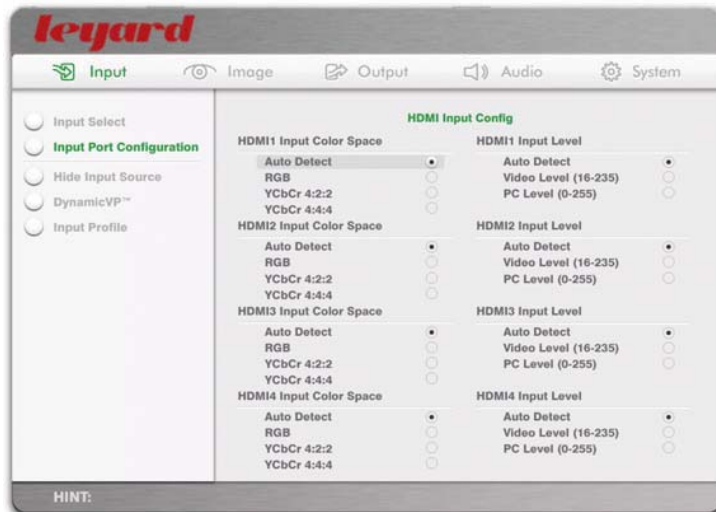 leyard
Input Image Output Audio System
Input Select
Input Port Configuration
Hide Input Source
DynamicVP™
Input Profile
HDMI Input Config
HDMI1 Input Color Space
Auto Detect
RGB
YCbCr 4:2:2
YCbCr 4:4:4
HDMI1 Input Level
Auto Detect
Video Level (16-235)
PC Level (0-255)
HDMI2 Input Color Space
Auto Detect
RGB
YCbCr 4:2:2
YCbCr 4:4:4
HDMI2 Input Level
Auto Detect
Video Level (16-235)
PC Level (0-255)
HDMI3 Input Color Space
Auto Detect
RGB
YCbCr 4:2:2
YCbCr 4:4:4
HDMI3 Input Level
Auto Detect
Video Level (16-235)
PC Level (0-255)
HDMI4 Input Color Space
Auto Detect
RGB
YCbCr 4:2:2
YCbCr 4:4:4
HDMI4 Input Level
Auto Detect
Video Level (16-235)
PC Level (0-255)
HINT: